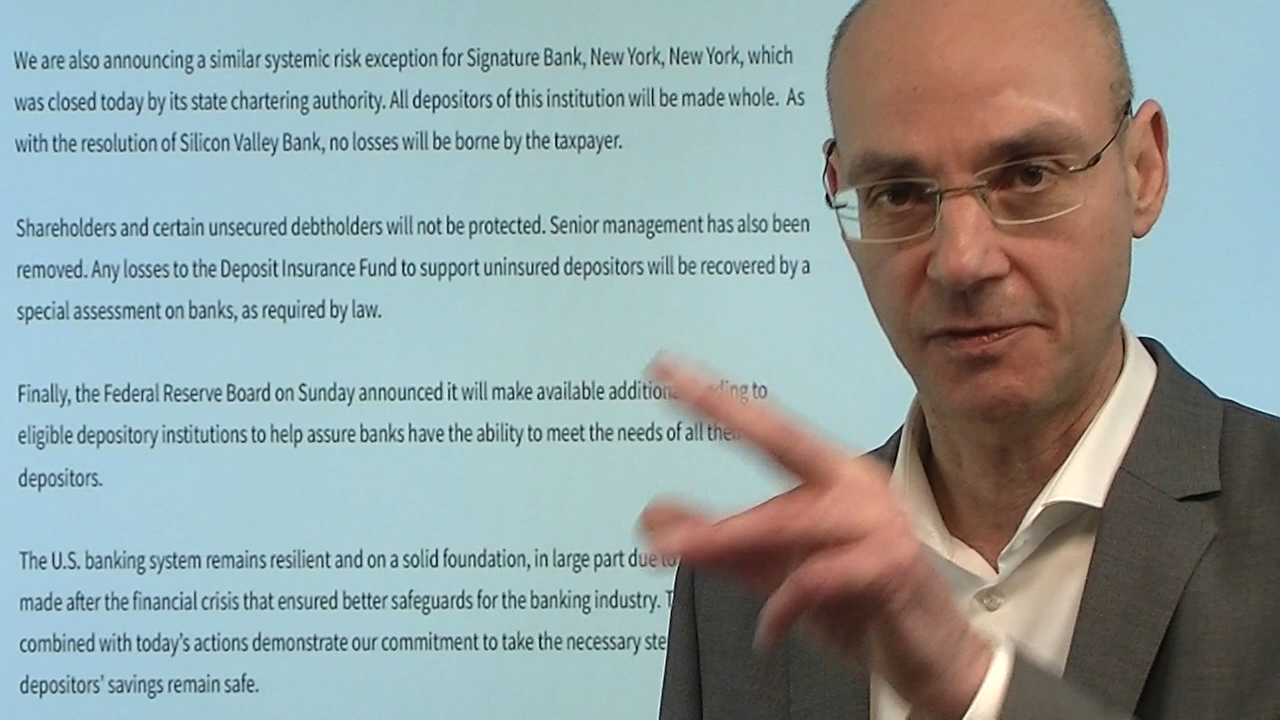 We are also announcing a similar systemic risk exception for Signature Bank, New York, New York, which
was closed today by its state chartering authority. All depositors of this institution will be made whole. As
with the resolution of Silicon Valley Bank, no losses will be borne by the taxpayer.
Shareholders and certain unsecured debtholders will not be protected. Senior management has also been
removed. Any losses to the Deposit Insurance Fund to support uninsured depositors will be recovered by a
special assessment on banks, as required by law.
Finally, the Federal Reserve Board on Sunday announced it will make available to
eligible depository institutions to help assure banks have the ability to meet the needs of all
depositors.
The U.S. banking system remains resilient and on a solid foundation, in large part due
made after the financial crisis that ensured better safeguards for the banking industry.
combined with today's actions demonstrate our commitment to take the necessary
depositors' savings remain safe.